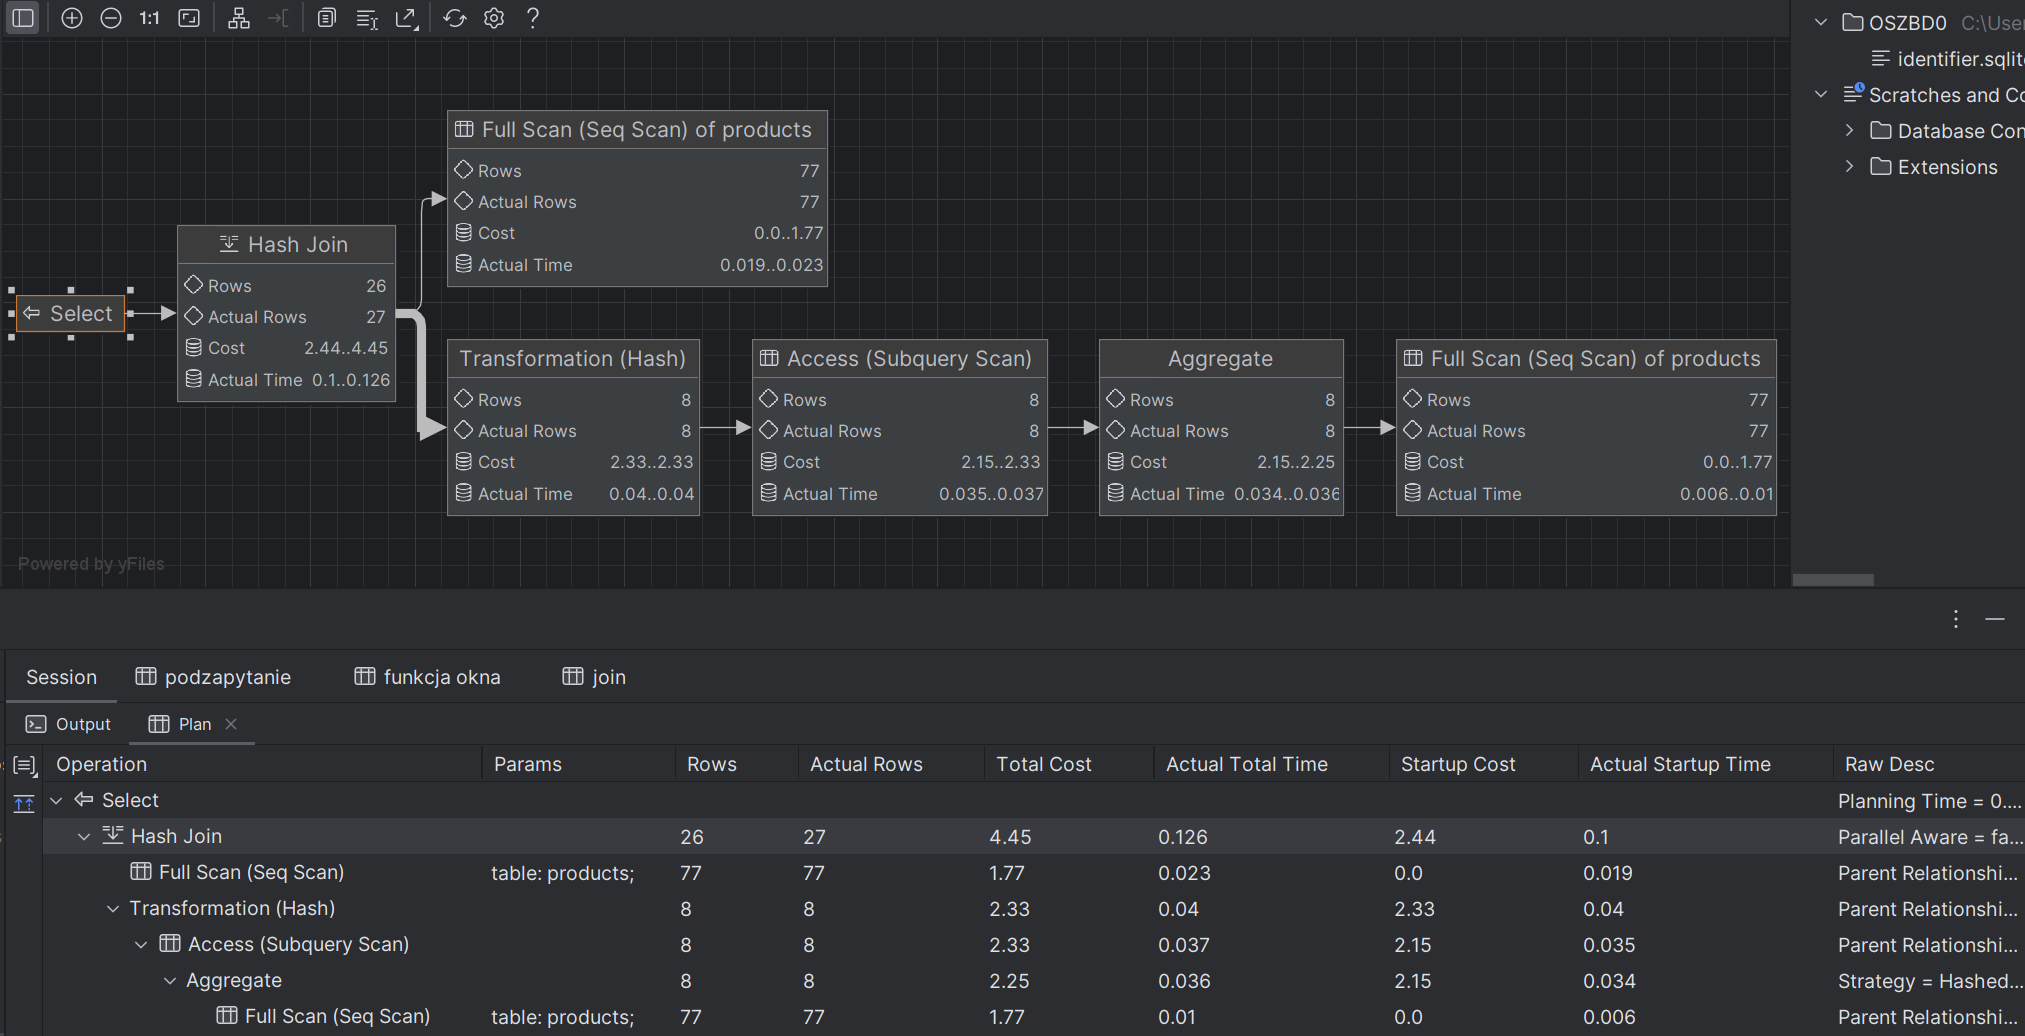 1:1
OSZBD0 C:\User
identifier.sqlit
Scratches and Co
Database Con
Extensions
Full Scan (Seq Scan) of products
Rows 77
Actual Rows 77
Cost 0.0..1.77
Actual Time 0.019..0.023
Hash Join
Rows 26
Actual Rows 27
Cost 2.44..4.45
Actual Time 0.1..0.126
Select
Transformation (Hash)
Rows 8
Actual Rows 8
Cost 2.33..2.33
Actual Time 0.04..0.04
Access (Subquery Scan)
Rows 8
Actual Rows 8
Cost 2.15..2.33
Actual Time 0.035..0.037
Aggregate
Rows 8
Actual Rows 8
Cost 2.15..2.25
Actual Time 0.034..0.036
Full Scan (Seq Scan) of products
Rows 77
Actual Rows 77
Cost 0.0..1.77
Actual Time 0.006..0.01
Powered by yFiles
Session podzapytanie funkcja okna join
Output Plan
Operation Params Rows Actual Rows Total Cost Actual Total Time Startup Cost Actual Startup Time Raw Desc
Select Planning Time = 0....
Hash Join 26 27 4.45 0.126 2.44 0.1 Parallel Aware = fa...
Full Scan (Seq Scan) table: products; 77 77 1.77 0.023 0.0 0.019 Parent Relationshi...
Transformation (Hash) 8 8 2.33 0.04 2.33 0.04 Parent Relationshi...
Access (Subquery Scan) 8 8 2.33 0.037 2.15 0.035 Parent Relationshi...
Aggregate 8 8 2.25 0.036 2.15 0.034 Strategy = Hashed...
Full Scan (Seq Scan) table: products; 77 77 1.77 0.01 0.0 0.006 Parent Relationshi...